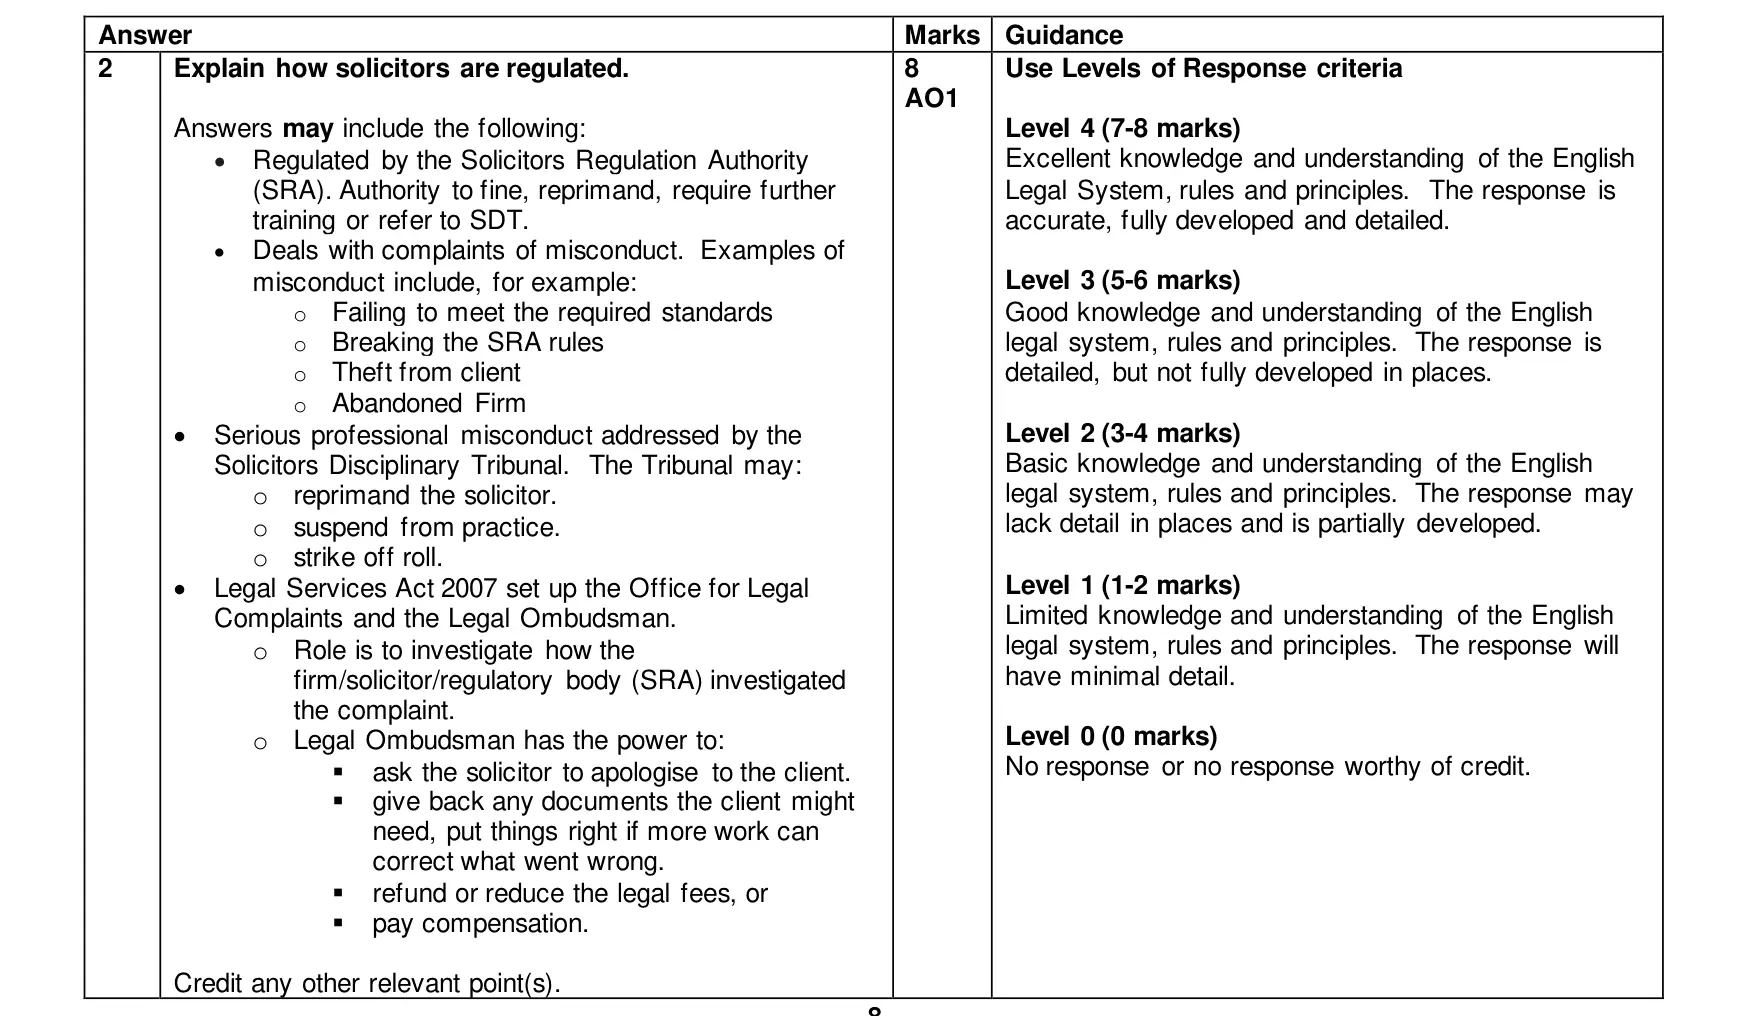 Answer Marks Guidance
2 Explain how solicitors are regulated.
Answers may include the following:
• Regulated by the Solicitors Regulation Authority
(SRA). Authority to fine, reprimand, require further
training or refer to SDT.
• Deals with complaints of misconduct. Examples of
misconduct include, for example:
o Failing to meet the required standards
o Breaking the SRA rules
o Theft from client
o Abandoned Firm
• Serious professional misconduct addressed by the
Solicitors Disciplinary Tribunal. The Tribunal may:
o reprimand the solicitor.
o suspend from practice.
o strike off roll.
• Legal Services Act 2007 set up the Office for Legal
Complaints and the Legal Ombudsman.
o Role is to investigate how the
firm/solicitor/regulatory body (SRA) investigated
the complaint.
o Legal Ombudsman has the power to:
▪ ask the solicitor to apologise to the client.
▪ give back any documents the client might
need, put things right if more work can
correct what went wrong.
▪ refund or reduce the legal fees, or
▪ pay compensation.
Credit any other relevant point(s).
8
AO1
Use Levels of Response criteria
Level 4 (7-8 marks)
Excellent knowledge and understanding of the English
Legal System, rules and principles. The response is
accurate, fully developed and detailed.
Level 3 (5-6 marks)
Good knowledge and understanding of the English
legal system, rules and principles. The response is
detailed, but not fully developed in places.
Level 2 (3-4 marks)
Basic knowledge and understanding of the English
legal system, rules and principles. The response may
lack detail in places and is partially developed.
Level 1 (1-2 marks)
Limited knowledge and understanding of the English
legal system, rules and principles. The response will
have minimal detail.
Level 0 (0 marks)
No response or no response worthy of credit.
8